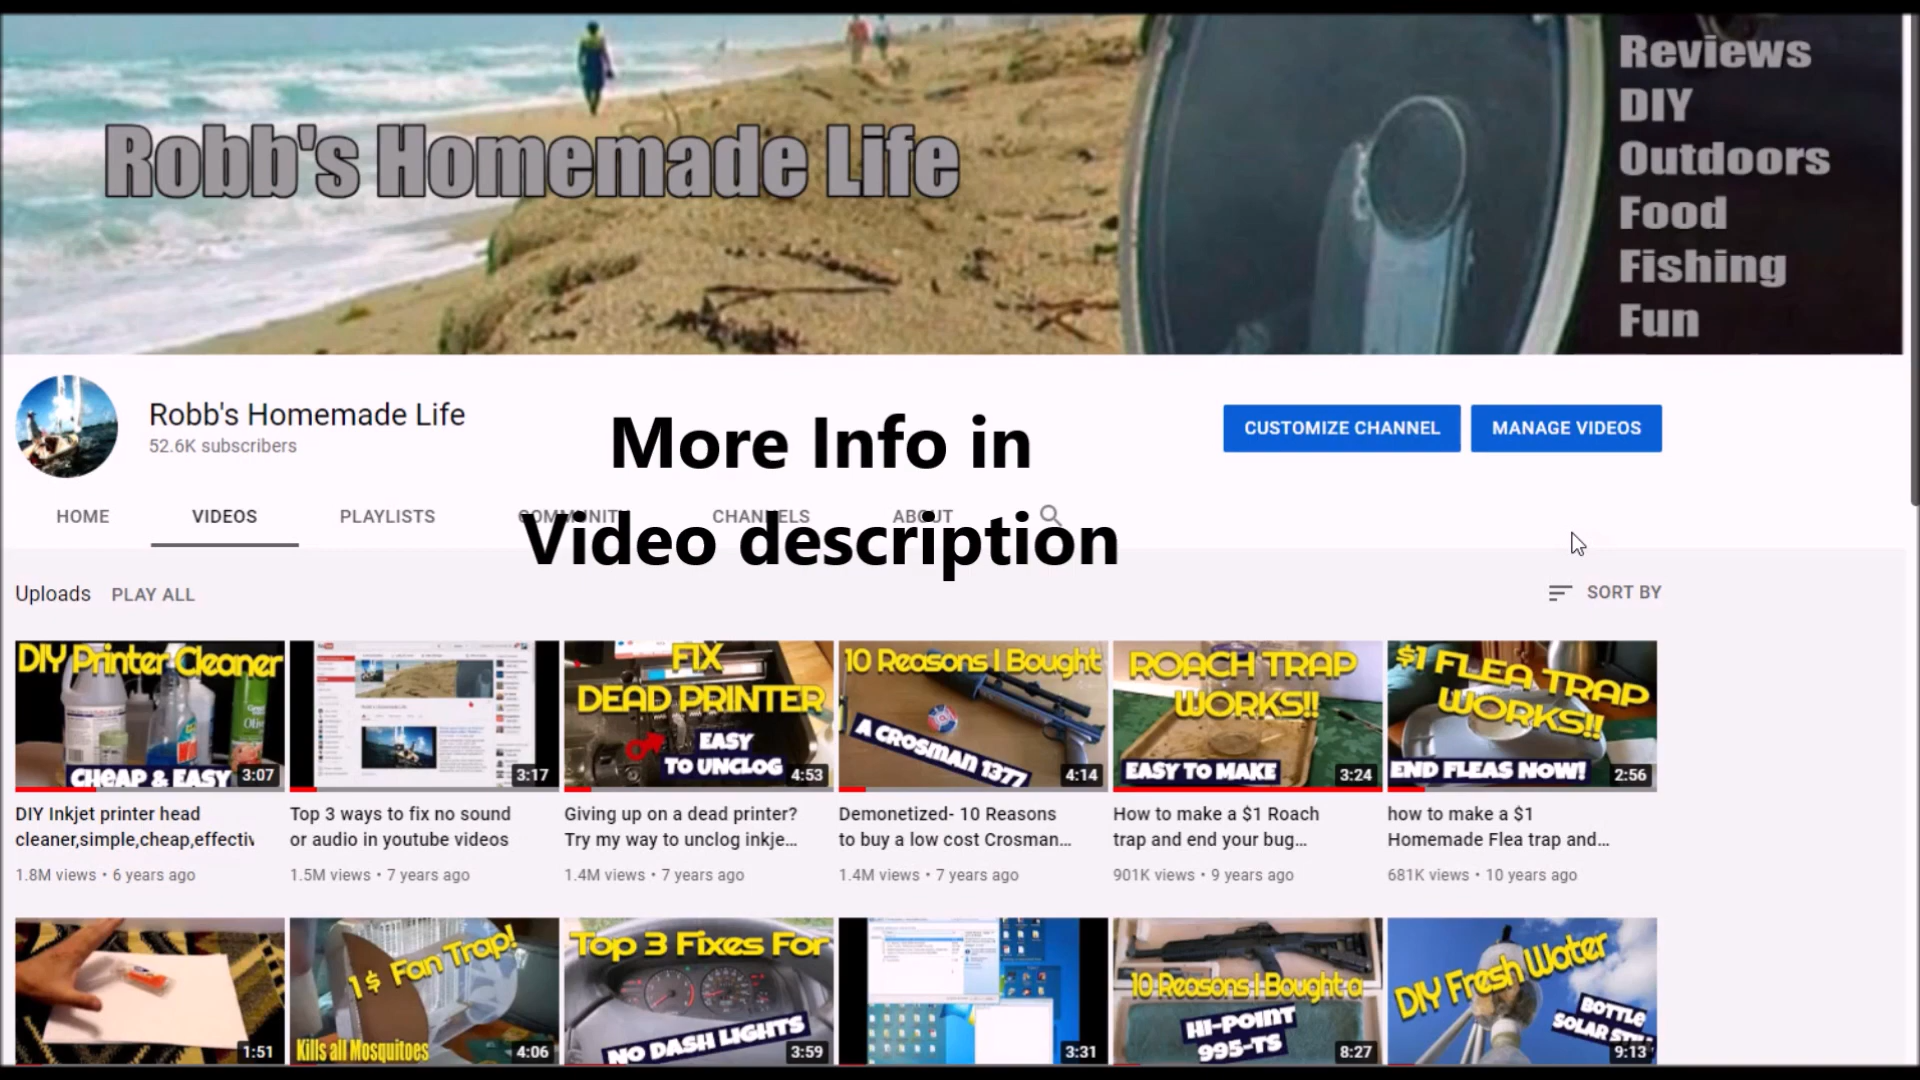 Reviews
DIY
Outdoors
Food
Fishing
Fun
Robb's Homemade Life
Robb's Homemade Life
52.6K subscribers
More Info in
Video description
CUSTOMIZE CHANNEL
MANAGE VIDEOS
HOME VIDEOS PLAYLISTS COMMUNITY CHANNELS ABOUT
Uploads PLAY ALL
SORT BY
DIY Printer Cleaner
CHEAP & EASY
3:07
DIY Inkjet printer head
cleaner,simple,cheap,effectiv
1.8M views • 6 years ago
3:17
Top 3 ways to fix no sound
or audio in youtube videos
1.5M views • 7 years ago
FIX
DEAD PRINTER
EASY
TO UNCLOG
4:53
Giving up on a dead printer?
Try my way to unclog inkje...
1.4M views • 7 years ago
10 Reasons I Bought
A CROSMAN 1377
4:14
Demonetized- 10 Reasons
to buy a low cost Crosman...
1.4M views • 7 years ago
ROACH TRAP
WORKS!!
EASY TO MAKE
3:24
How to make a $1 Roach
trap and end your bug...
901K views • 9 years ago
$1 FLEA TRAP
WORKS!!
END FLEAS NOW!
2:56
how to make a $1
Homemade Flea trap and...
681K views • 10 years ago
1:51
1$ Fan Trap!
Kills all Mosquitoes
4:06
Top 3 Fixes For
NO DASH LIGHTS
3:59
3:31
10 Reasons I Bought a
HI-POINT
995-TS
8:27
DIY Fresh Water
BOTTLE
SOLAR
9:13